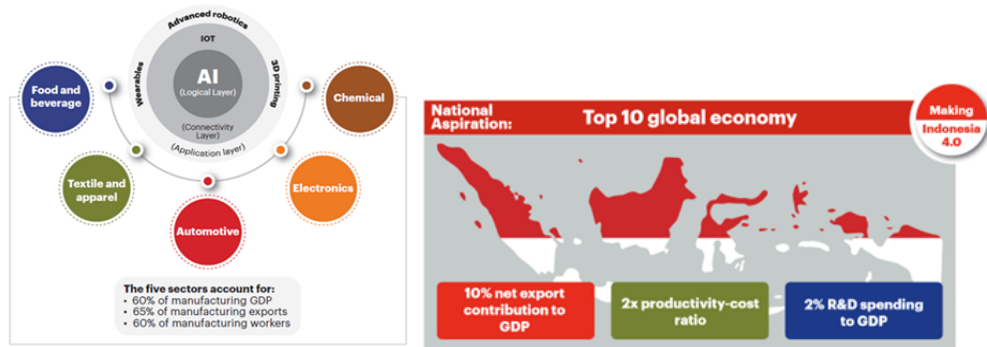 Advanced robotics
IOT
Wearables
3D printing
AI
(Logical Layer)
(Connectivity
Layer)
(Application layer)
Food and
beverage
Textile and
apparel
Automotive
Electronics
Chemical
The five sectors account for:
• 60% of manufacturing GDP
• 65% of manufacturing exports
• 60% of manufacturing workers
National
Aspiration:
Top 10 global economy
Making
Indonesia
4.0
10% net export
contribution to
GDP
2x productivity-cost
ratio
2% R&D spending
to GDP